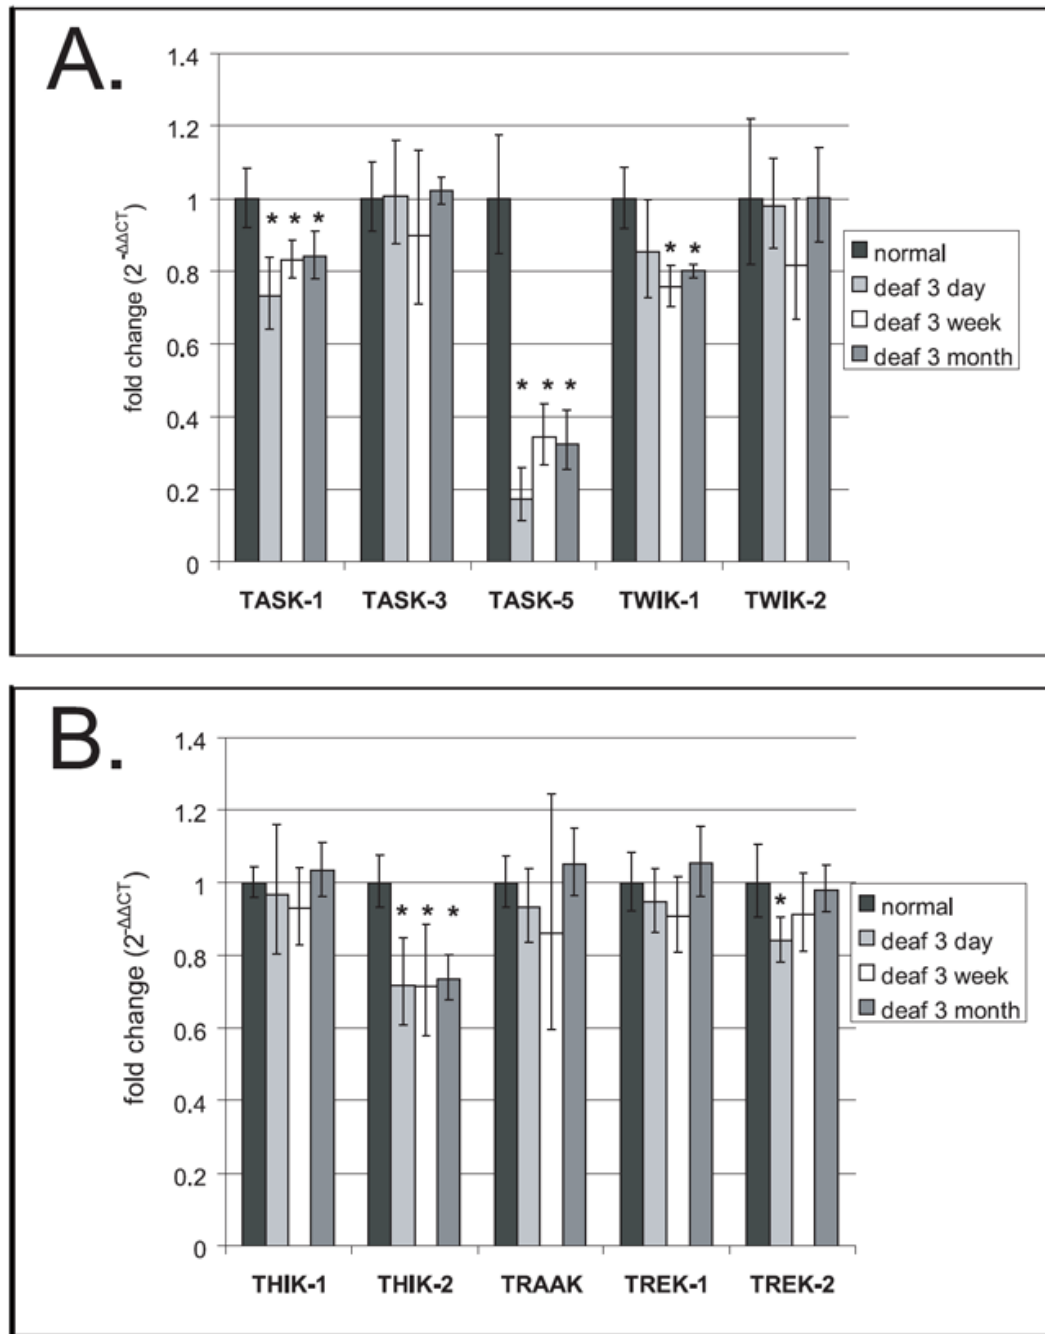 A.
1.4
1.2
1
0.8
0.6
0.4
0.2
0
fold change (2^-ΔΔCT)
* * *
* * *
* *
TASK-1 TASK-3 TASK-5 TWIK-1 TWIK-2
normal
deaf 3 day
deaf 3 week
deaf 3 month
B.
1.4
1.2
1
0.8
0.6
0.4
0.2
0
fold change (2^-ΔΔCT)
* * *
*
THIK-1 THIK-2 TRAAK TREK-1 TREK-2
normal
deaf 3 day
deaf 3 week
deaf 3 month